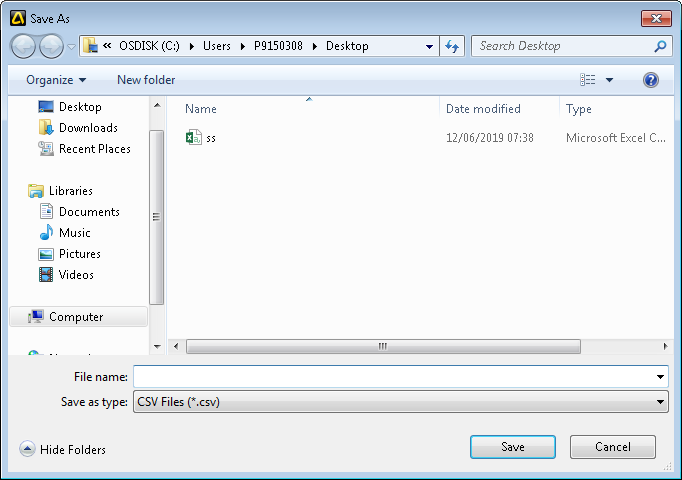 Save As
« OSDISK (C:) Users P9150308 Desktop
Search Desktop
Organize New folder
Name Date modified Type
Desktop
Downloads
ss 12/06/2019 07:38 Microsoft Excel C...
Recent Places
Libraries
Documents
Music
Pictures
Videos
Computer
File name:
Save as type: CSV Files (*.csv)
Hide Folders Save Cancel